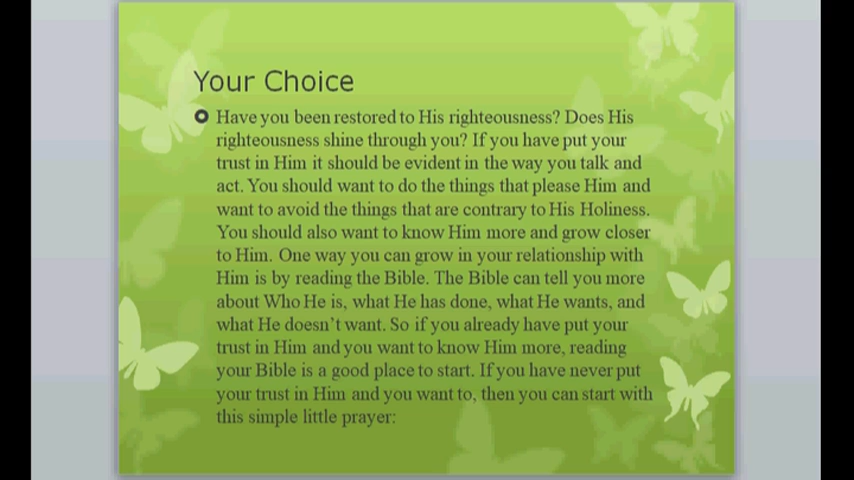 Your Choice
Have you been restored to His righteousness? Does His
righteousness shine through you? If you have put your
trust in Him it should be evident in the way you talk and
act. You should want to do the things that please Him and
want to avoid the things that are contrary to His Holiness.
You should also want to know Him more and grow closer
to Him. One way you can grow in your relationship with
Him is by reading the Bible. The Bible can tell you more
about Who He is, what He has done, what He wants, and
what He doesn’t want. So if you already have put your
trust in Him and you want to know Him more, reading
your Bible is a good place to start. If you have never put
your trust in Him and you want to, then you can start with
this simple little prayer: